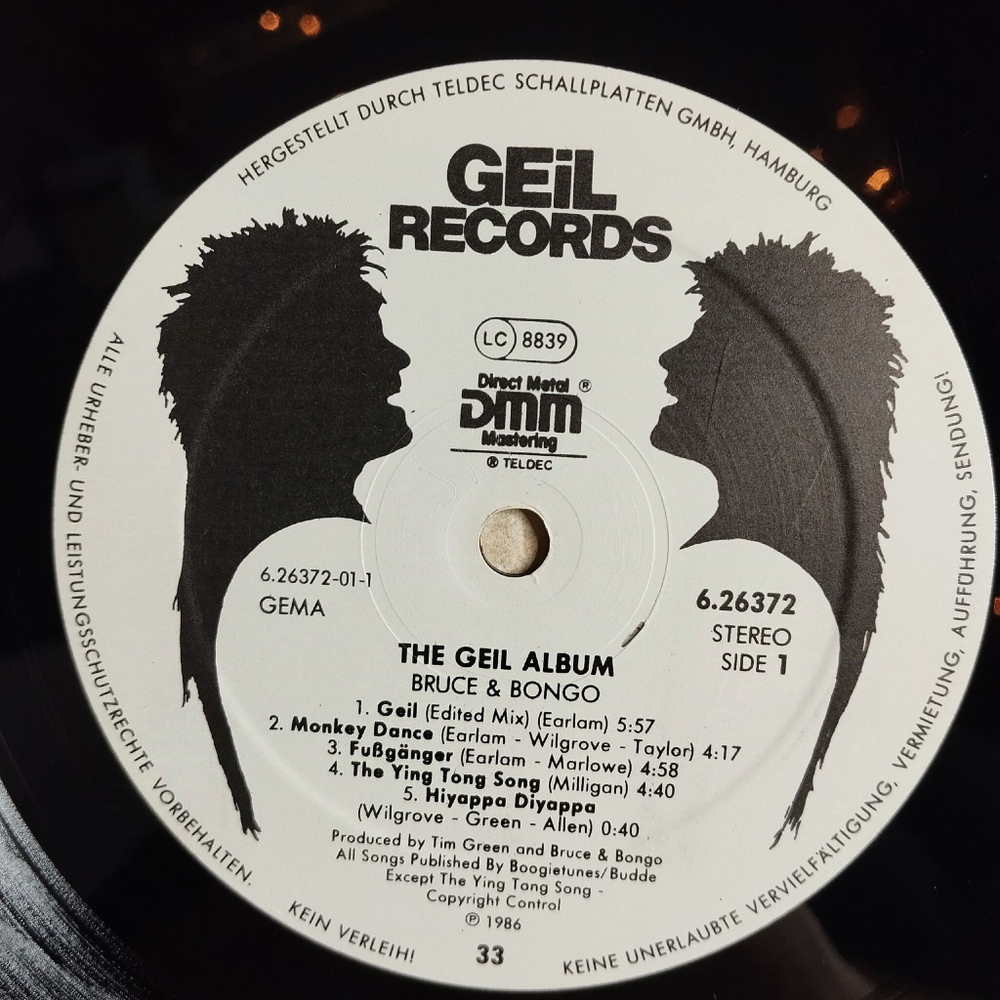 HERGESTELLT DURCH TELDEC SCHALLPLATTEN GMBH, HAMBURG
GEiL
RECORDS
LC 8839
Direct Metal ®
DMM
Mastering
® TELDEC
6.26372-01-1
GEMA
6.26372
STEREO
SIDE 1
THE GEIL ALBUM
BRUCE & BONGO
1. Geil (Edited Mix) (Earlam) 5:57
2. Monkey Dance (Earlam - Wilgrove - Taylor) 4:17
3. Fußgänger (Earlam - Marlowe) 4:58
4. The Ying Tong Song (Milligan) 4:40
5. Hiyappa Diyappa
(Wilgrove - Green - Allen) 0:40
Produced by Tim Green and Bruce & Bongo
All Songs Published By Boogietunes/Budde
Except The Ying Tong Song -
Copyright Control
℗ 1986
33
ALLE URHEBER- UND LEISTUNGSSCHUTZRECHTE VORBEHALTEN.
KEIN VERLEIH!
KEINE UNERLAUBTE VERVIELFÄLTIGUNG, VERMIETUNG, AUFFÜHRUNG, SENDUNG!